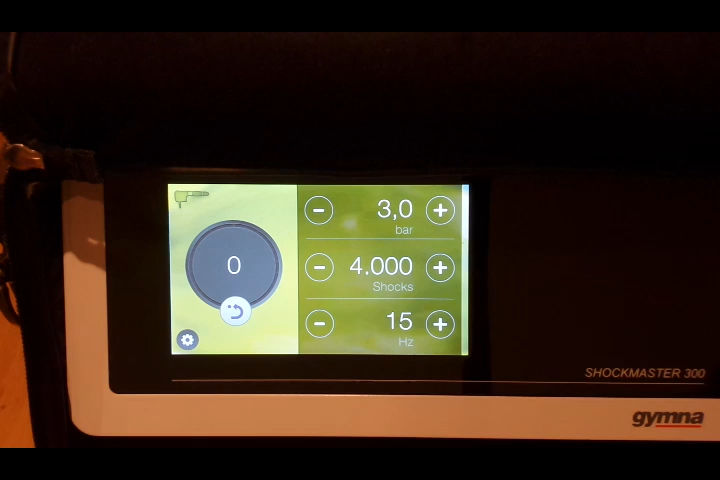 0
- 3,0 +
bar
- 4.000 +
Shocks
- 15 +
Hz
SHOCKMASTER 300
gymna